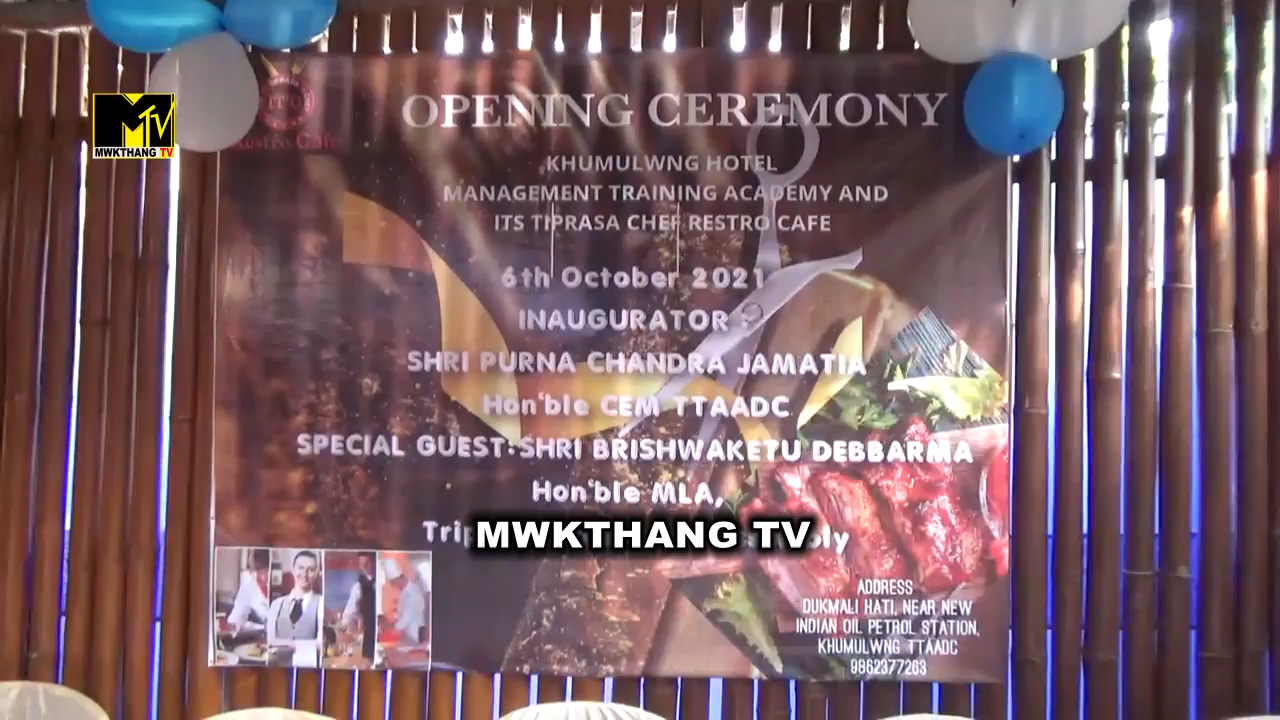 MTV
MWKTHANG TV
Restro Cafe
OPENING CEREMONY
KHUMULWNG HOTEL
MANAGEMENT TRAINING ACADEMY AND
ITS TIPRASA CHEF RESTRO CAFE
6th October 2021
INAUGURATOR :
SHRI PURNA CHANDRA JAMATIA
Hon'ble CEM TTAADC
SPECIAL GUEST:SHRI BRISHWAKETU DEBBARMA
Hon'ble MLA,
MWKTHANG TV
ADDRESS
DUKMALI HATI, NEAR NEW
INDIAN OIL PETROL STATION,
KHUMULWNG TTAADC
9862377263